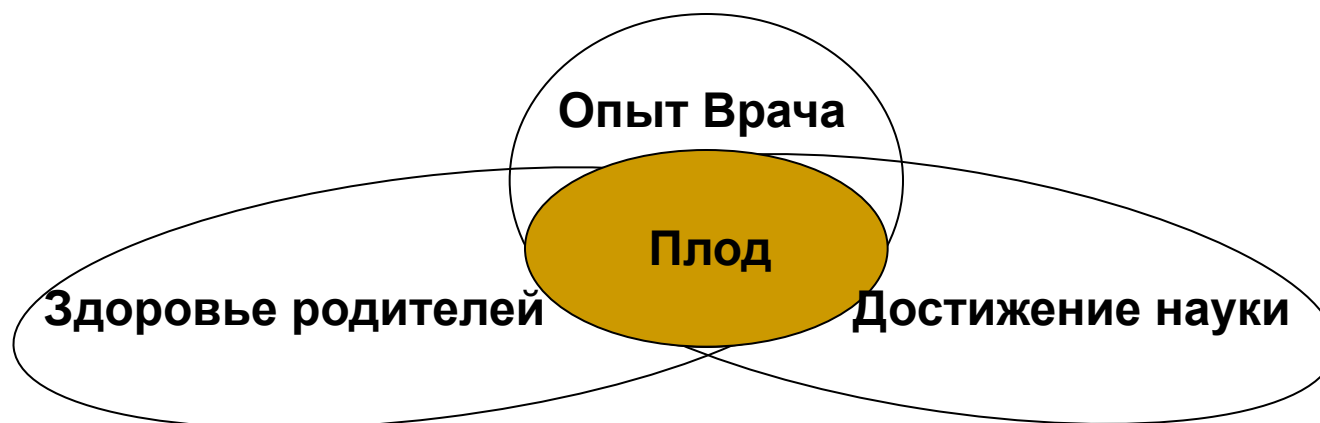 Опыт Врача
Плод
Здоровье родителей
Достижение науки